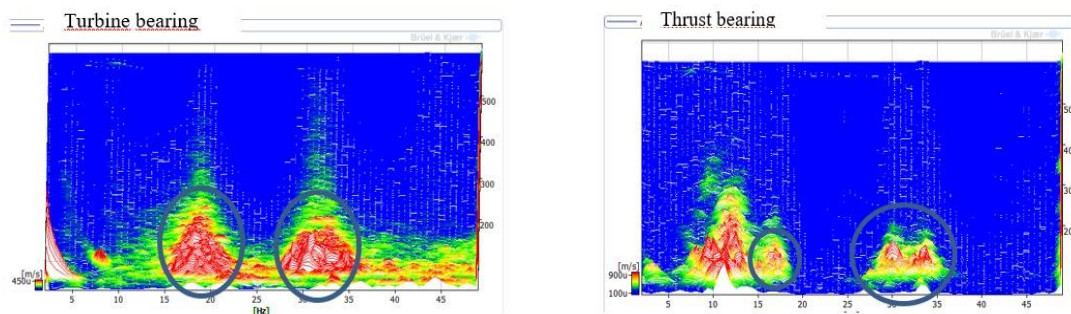 Turbine bearing
Brüel & Kjær
500
400
300
200
[m/s]
450u
5 10 15 20 25 30 35 40 45
[Hz]
Thrust bearing
Brüel & Kjær
[m/s]
900u
100u
5 10 15 20 25 30 35 40 45